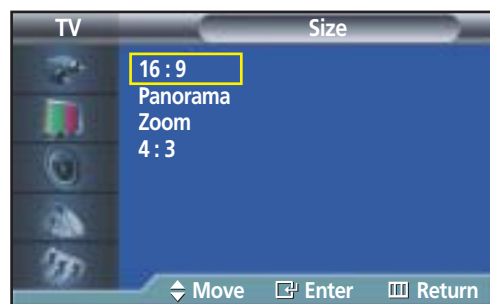 TV Size
16 : 9
Panorama
Zoom
4 : 3
Move Enter Return